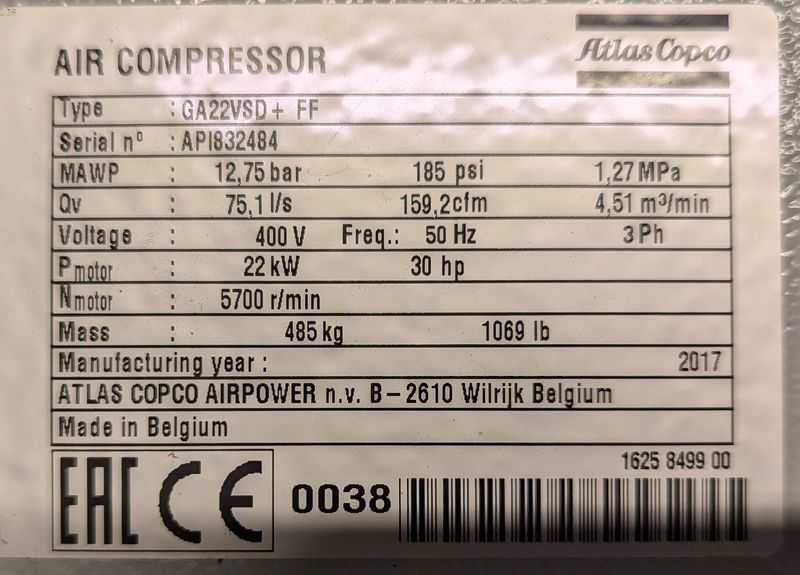 Atlas Copco
AIR COMPRESSOR
Type : GA22VSD+ FF
Serial nº : API832484
MAWP : 12,75 bar 185 psi 1,27 MPa
Qv : 75,1 l/s 159,2cfm 4,51 m³/min
Voltage : 400 V Freq.: 50 Hz 3 Ph
Pmotor : 22 kW 30 hp
Nmotor : 5700 r/min
Mass : 485 kg 1069 lb
Manufacturing year : 2017
ATLAS COPCO AIRPOWER n.v. B-2610 Wilrijk Belgium
Made in Belgium
1625 8499 00
EAC CE 0038